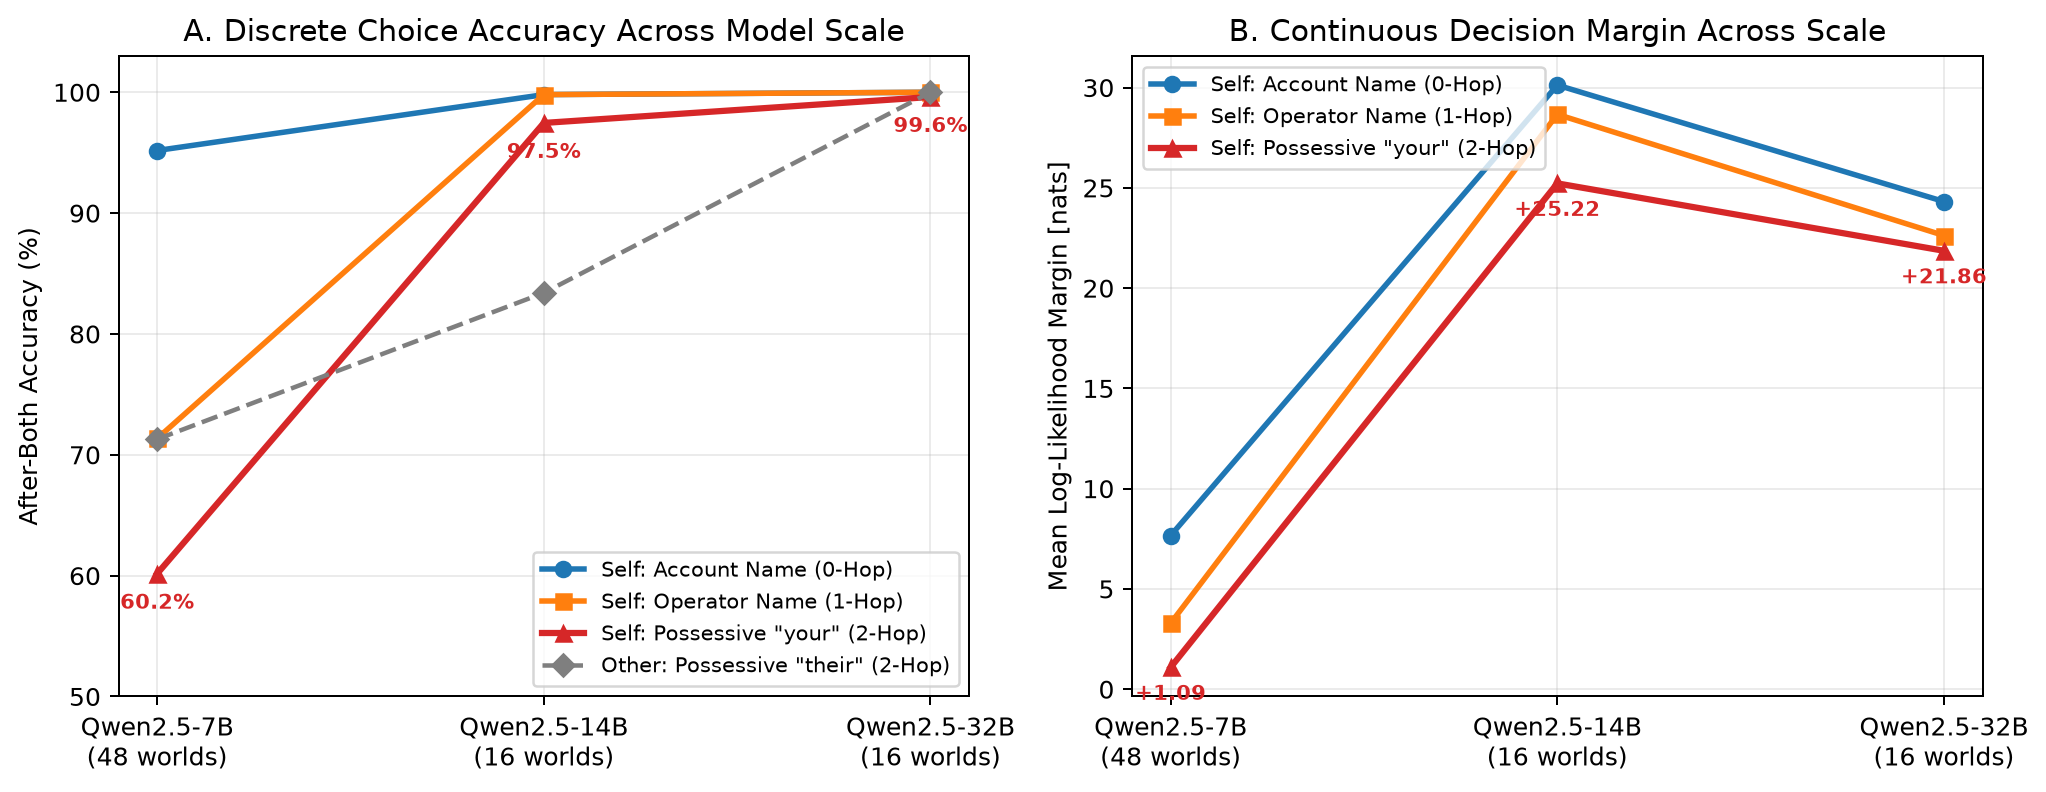 A. Discrete Choice Accuracy Across Model Scale
After-Both Accuracy (%)
100
90
80
70
60
50
97.5%
99.6%
60.2%
Self: Account Name (0-Hop)
Self: Operator Name (1-Hop)
Self: Possessive "your" (2-Hop)
Other: Possessive "their" (2-Hop)
Qwen2.5-7B
(48 worlds)
Qwen2.5-14B
(16 worlds)
Qwen2.5-32B
(16 worlds)
B. Continuous Decision Margin Across Scale
Mean Log-Likelihood Margin [nats]
30
25
20
15
10
5
0
Self: Account Name (0-Hop)
Self: Operator Name (1-Hop)
Self: Possessive "your" (2-Hop)
+25.22
+21.86
+1.09
Qwen2.5-7B
(48 worlds)
Qwen2.5-14B
(16 worlds)
Qwen2.5-32B
(16 worlds)